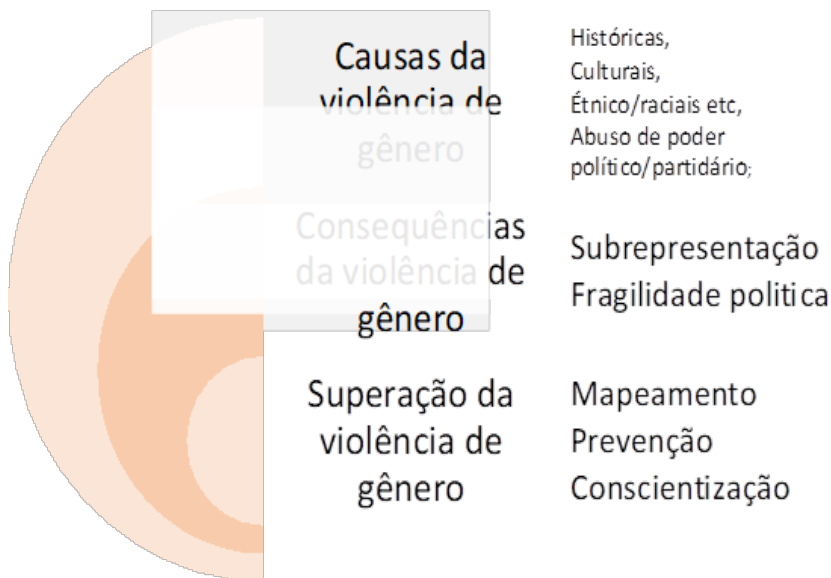 Causas da
violência de
gênero
Históricas,
Culturais,
Étnico/raciais etc,
Abuso de poder
político/partidário;
Consequências
da violência de
gênero
Subrepresentação
Fragilidade politica
Superação da
violência de
gênero
Mapeamento
Prevenção
Conscientização